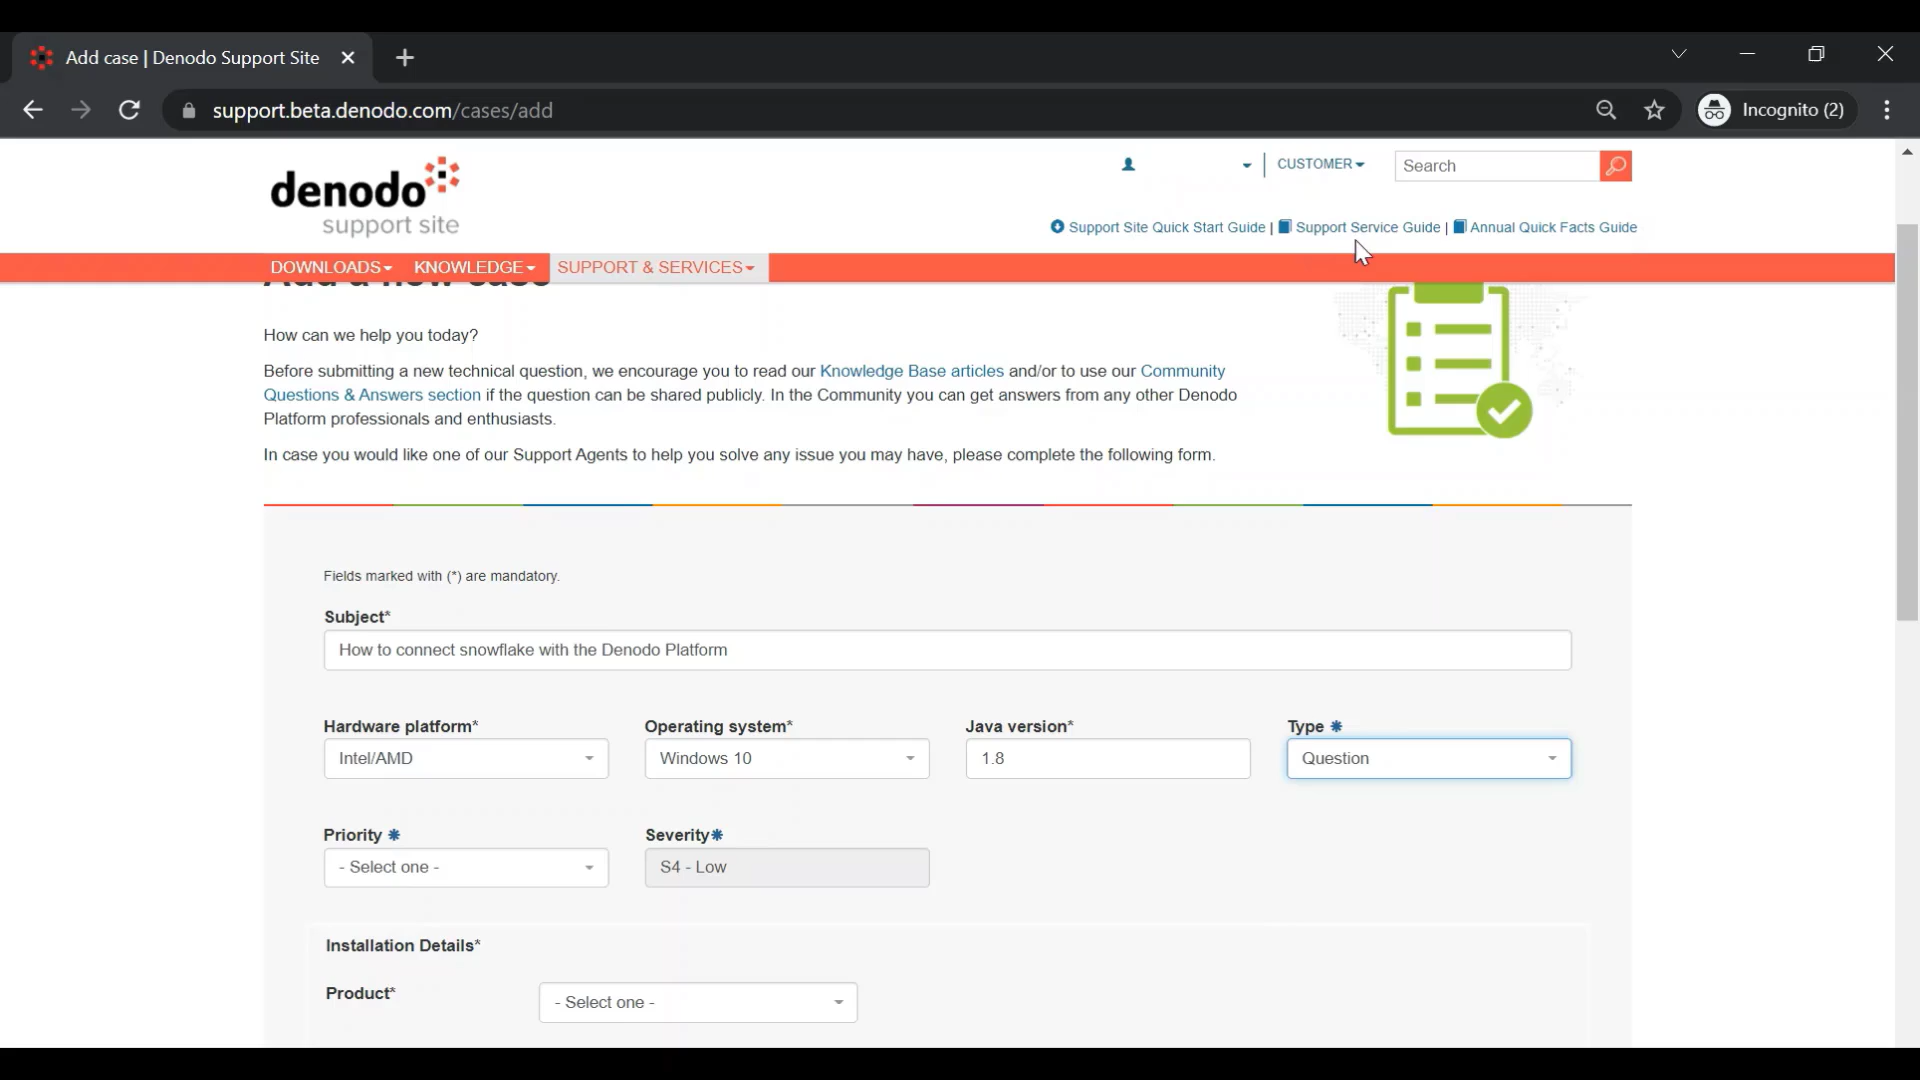 Add case | Denodo Support Site
support.beta.denodo.com/cases/add
Incognito (2)
denodo
support site
CUSTOMER
Search
Support Site Quick Start Guide | Support Service Guide | Annual Quick Facts Guide
DOWNLOADS KNOWLEDGE SUPPORT & SERVICES
Add a new case
How can we help you today?
Before submitting a new technical question, we encourage you to read our Knowledge Base articles and/or to use our Community
Questions & Answers section if the question can be shared publicly. In the Community you can get answers from any other Denodo
Platform professionals and enthusiasts.
In case you would like one of our Support Agents to help you solve any issue you may have, please complete the following form.
Fields marked with (*) are mandatory.
Subject*
How to connect snowflake with the Denodo Platform
Hardware platform* Operating system* Java version* Type *
Intel/AMD Windows 10 1.8 Question
Priority * Severity*
- Select one - S4 - Low
Installation Details*
Product* - Select one -